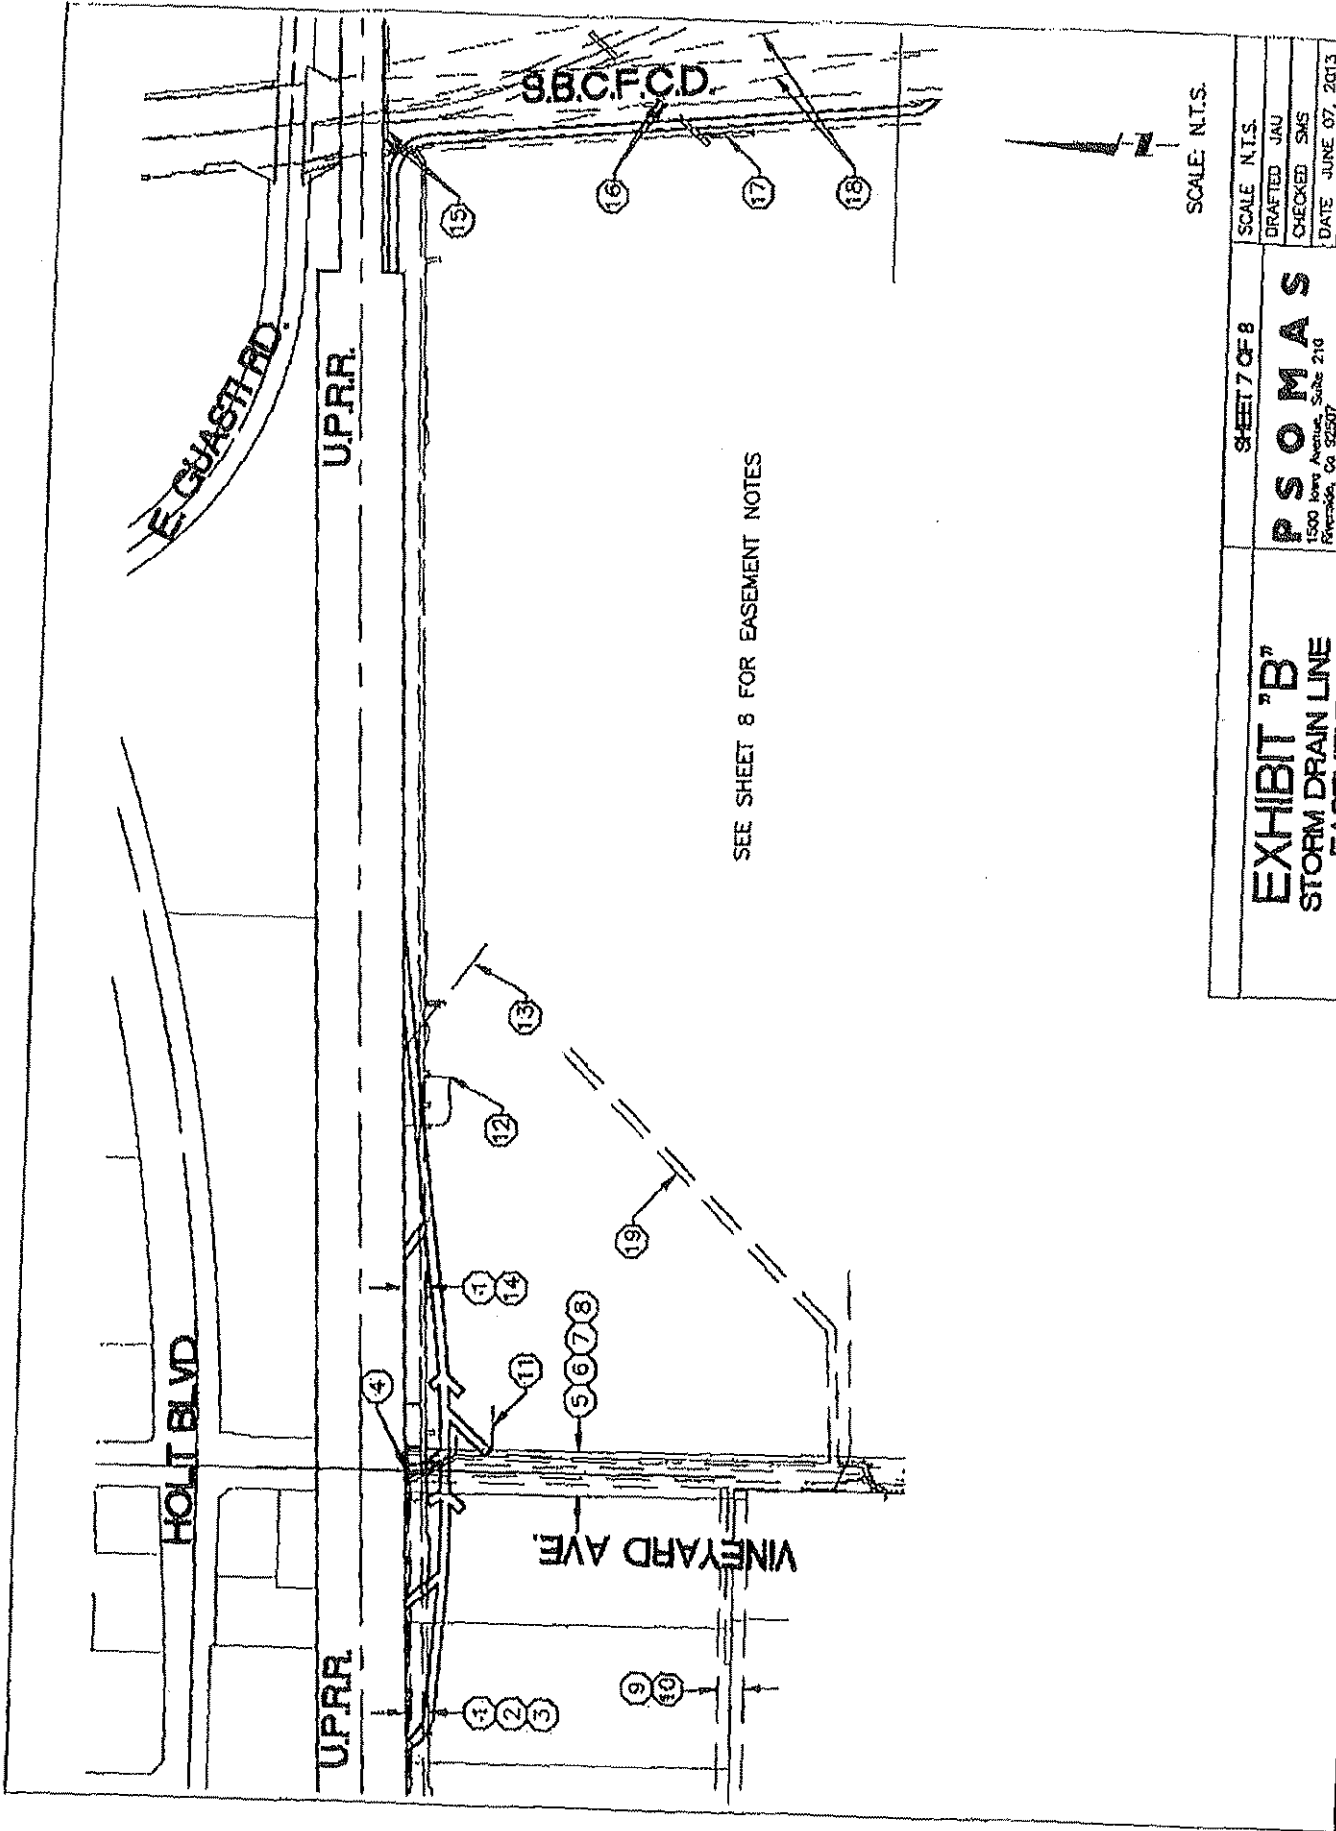 HOLT BLVD
E. GUASTI RD.
U.P.R.R.
U.P.R.R.
S.B.C.F.C.D.
VINEYARD AVE.
1
2
3
4
5 6 7 8
9
10
11
12
13
1
14
15
16
17
18
19
SEE SHEET 8 FOR EASEMENT NOTES
SCALE: N.T.S.
EXHIBIT "B"
STORM DRAIN LINE
SHEET 7 OF 8
PSOMAS
1500 Iowa Avenue, Suite 210
Riverside, Ca 92507
SCALE N.T.S.
DRAFTED JAU
CHECKED SMS
DATE JUNE 07, 2013